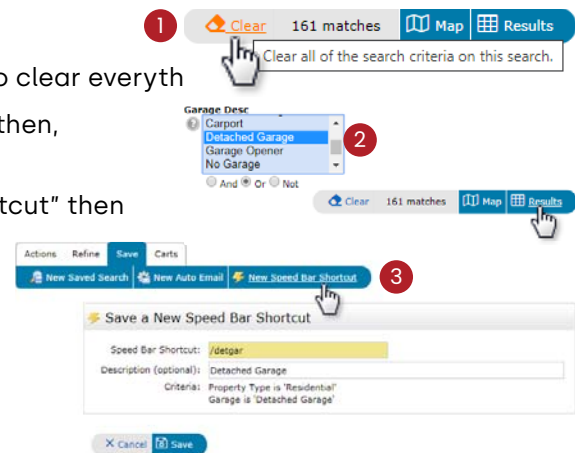 1
Clear 161 matches Map Results
Clear all of the search criteria on this search.
o clear everyth
then,
Garage Desc
Carport
Detached Garage
Garage Opener
No Garage
2
And Or Not
tcut” then
Clear 161 matches Map Results
Actions Refine Save Carts
New Saved Search New Auto Email New Speed Bar Shortcut
3
Save a New Speed Bar Shortcut
Speed Bar Shortcut: /detgar
Description (optional): Detached Garage
Criteria: Property Type is 'Residential'
Garage is 'Detached Garage'
Cancel Save